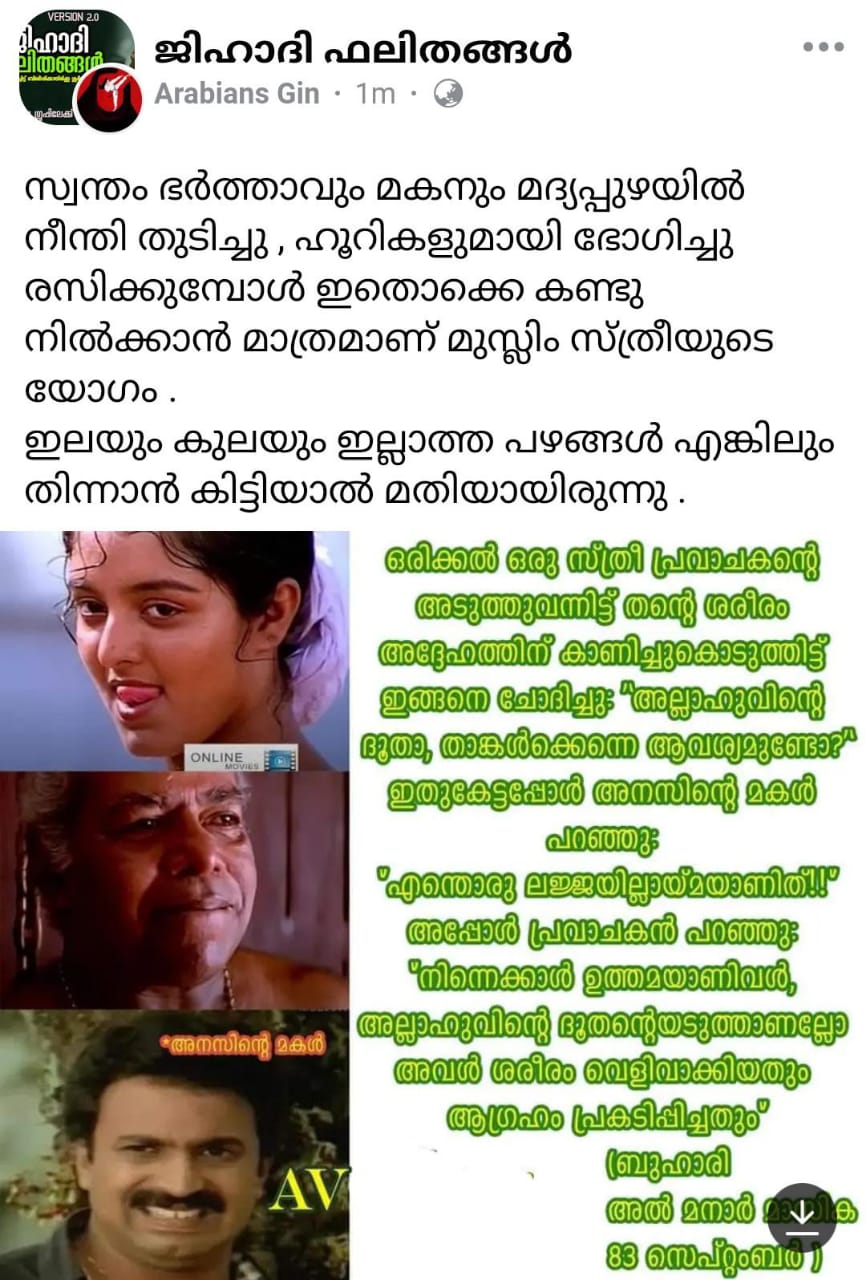 VERSION 2.0
ജിഹാദി ഫലിതങ്ങൾ
Arabians Gin · 1m ·
സ്വന്തം ഭർത്താവും മകനും മദ്യപ്പുഴയിൽ
നീന്തി തുടിച്ചു , ഹൂറികളുമായി ഭോഗിച്ചു
രസിക്കുമ്പോൾ ഇതൊക്കെ കണ്ടു
നിൽക്കാൻ മാത്രമാണ് മുസ്ലിം സ്ത്രീയുടെ
യോഗം .
ഇലയും കുലയും ഇല്ലാത്ത പഴങ്ങൾ എങ്കിലും
തിന്നാൻ കിട്ടിയാൽ മതിയായിരുന്നു .
ONLINE
MOVIES
*അനസിന്റെ മകൾ
AV
ഒരിക്കൽ ഒരു സ്ത്രീ പ്രവാചകന്റെ
അടുത്തുവന്നിട്ട് തന്റെ ശരീരം
അദ്ദേഹത്തിന് കാണിച്ചുകൊടുത്തിട്ട്
ഇങ്ങനെ ചോദിച്ചു: "അല്ലാഹുവിന്റെ
ദൂതാ, താങ്കൾക്കെന്നെ ആവശ്യമുണ്ടോ?"
ഇതുകേട്ടപ്പോൾ അനസിന്റെ മകൾ
പറഞ്ഞു:
"എന്തൊരു ലജ്ജയില്ലായ്മയാണിത്!!"
അപ്പോൾ പ്രവാചകൻ പറഞ്ഞു:
"നിന്നെക്കാൾ ഉത്തമയാണിവൾ,
അല്ലാഹുവിന്റെ ദൂതന്റെയടുത്താണല്ലോ
അവൾ ശരീരം വെളിവാക്കിയതും
ആഗ്രഹം പ്രകടിപ്പിച്ചതും"
(ബുഹാരി
അൽ മനാർ
83 സെപ്റ്റംബർ )